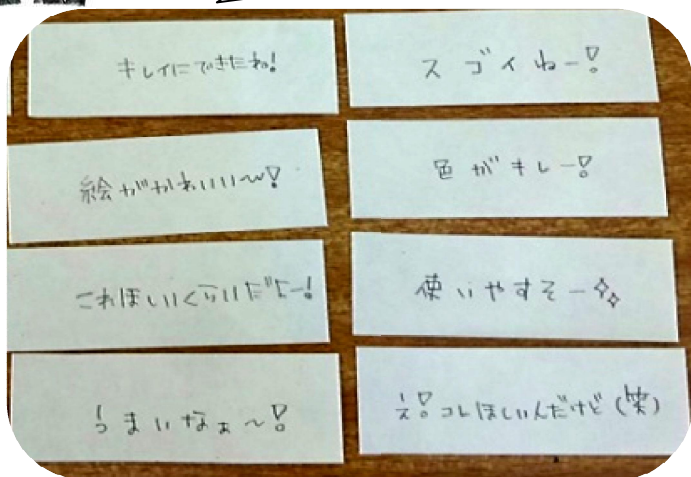 キレイにできたね!
スゴイねー!
絵がかわいい〜!
色がキレー!
これほしいくらいだよー!
使いやすそー✨
うまいなぁ〜!
え!コレほしいんだけど(笑)